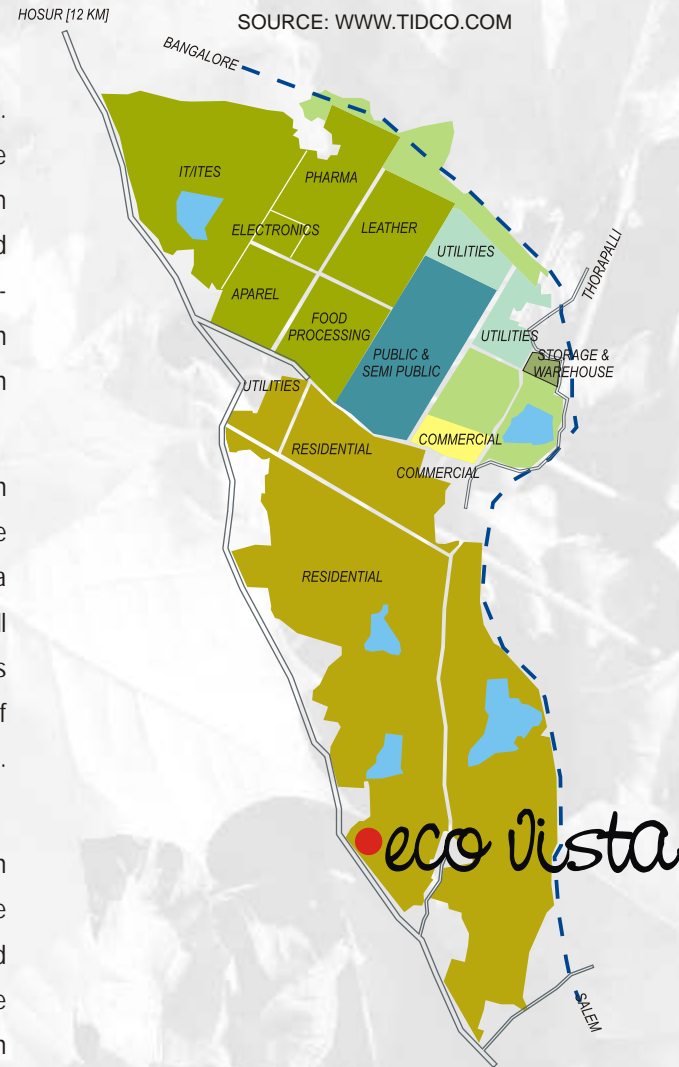 HOSUR [12 KM]
SOURCE: WWW.TIDCO.COM
BANGALORE
IT/ITES
PHARMA
ELECTRONICS
LEATHER
UTILITIES
THORAPALLI
APAREL
FOOD
PROCESSING
PUBLIC &
SEMI PUBLIC
UTILITIES
STORAGE &
WAREHOUSE
UTILITIES
RESIDENTIAL
COMMERCIAL
COMMERCIAL
RESIDENTIAL
eco vista
SALEM